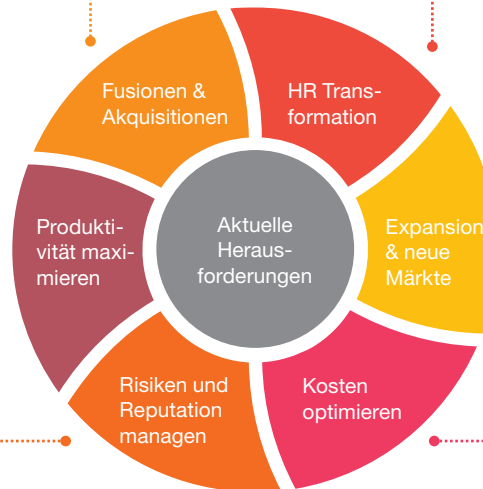 Fusionen &
Akquisitionen
HR Trans-
formation
Produkti-
vität maxi-
mieren
Aktuelle
Heraus-
forderungen
Expansion
& neue
Märkte
Risiken und
Reputation
managen
Kosten
optimieren